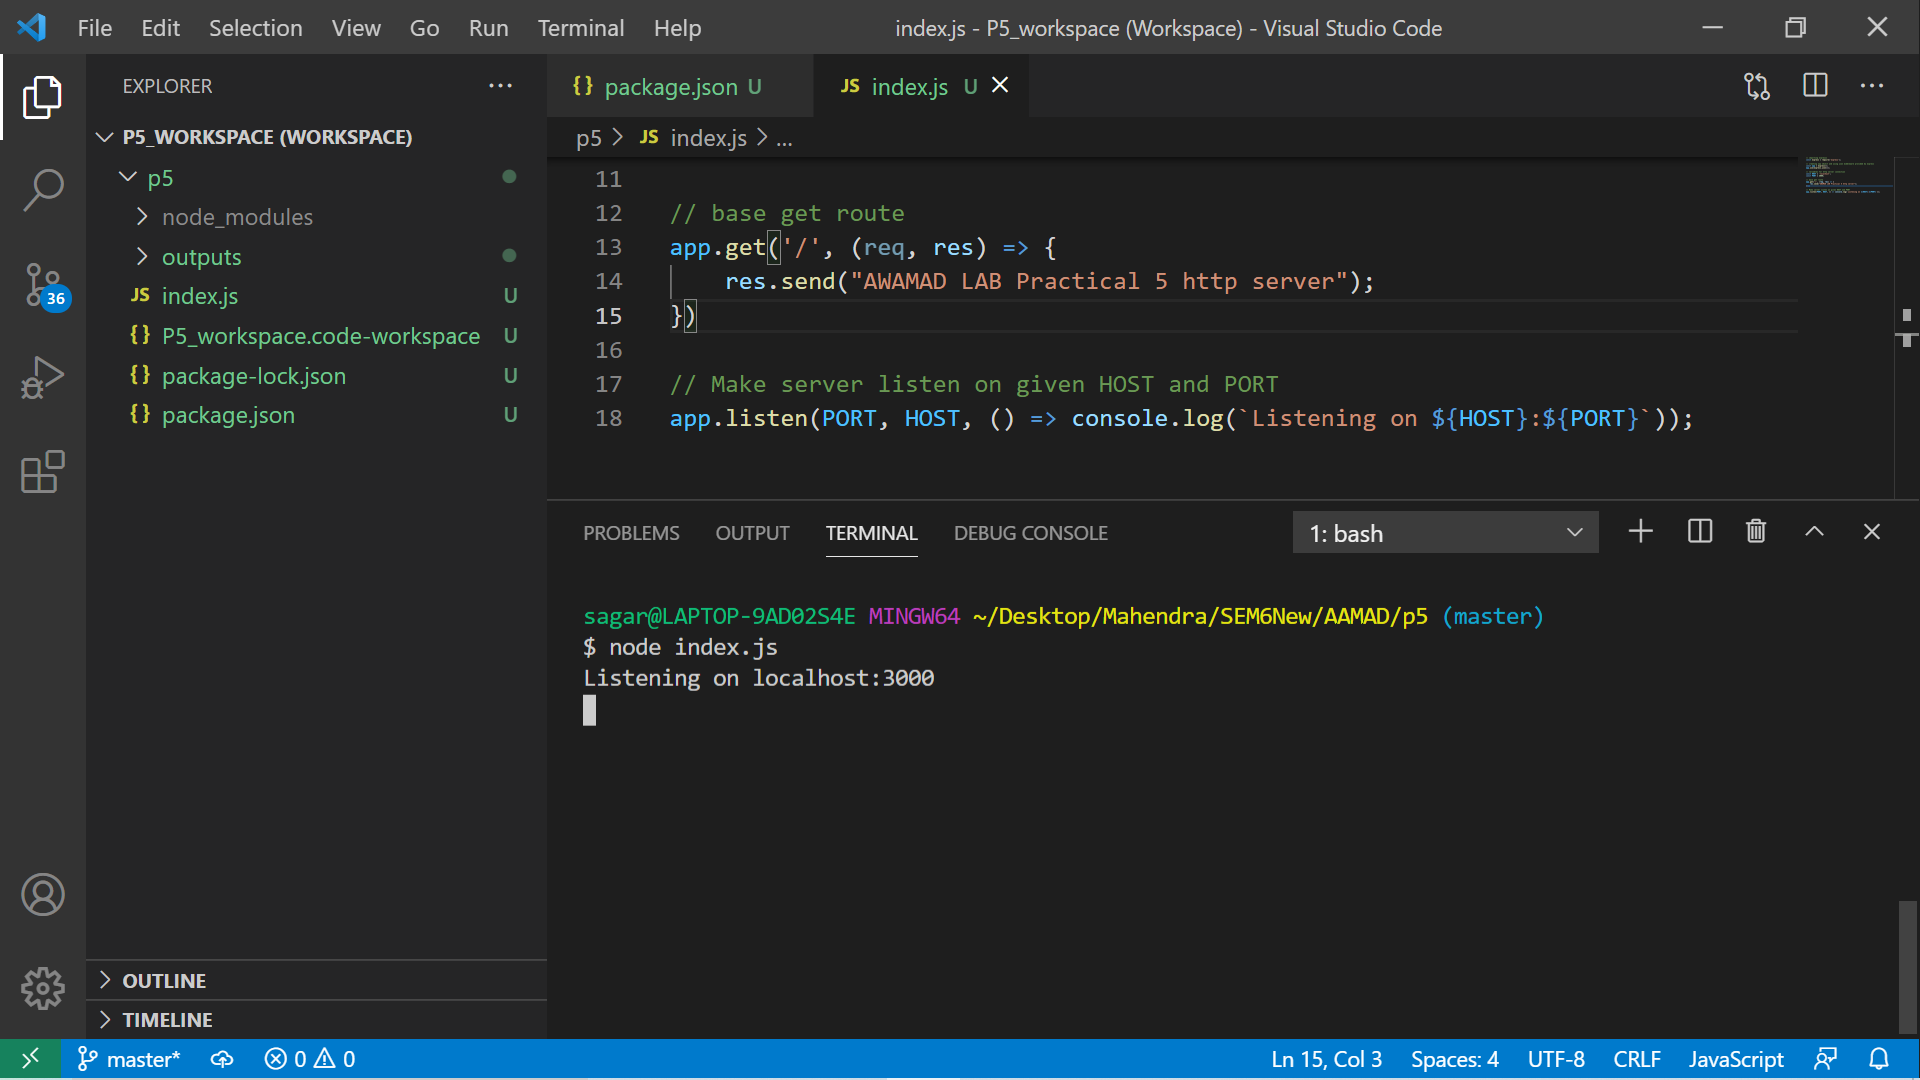 File Edit Selection View Go Run Terminal Help
index.js - P5_workspace (Workspace) - Visual Studio Code
EXPLORER
P5_WORKSPACE (WORKSPACE)
p5
node_modules
outputs
JS index.js U
{} P5_workspace.code-workspace U
{} package-lock.json U
{} package.json U
36
OUTLINE
TIMELINE
{} package.json U
JS index.js U
p5 > JS index.js > ...
11
12 // base get route
13 app.get('/', (req, res) => {
14 res.send("AWAMAD LAB Practical 5 http server");
15 })
16
17 // Make server listen on given HOST and PORT
18 app.listen(PORT, HOST, () => console.log(`Listening on ${HOST}:${PORT}`));
PROBLEMS OUTPUT TERMINAL DEBUG CONSOLE
1: bash
sagar@LAPTOP-9AD02S4E MINGW64 ~/Desktop/Mahendra/SEM6New/AAMAD/p5 (master)
$ node index.js
Listening on localhost:3000
master* 0 0
Ln 15, Col 3 Spaces: 4 UTF-8 CRLF JavaScript